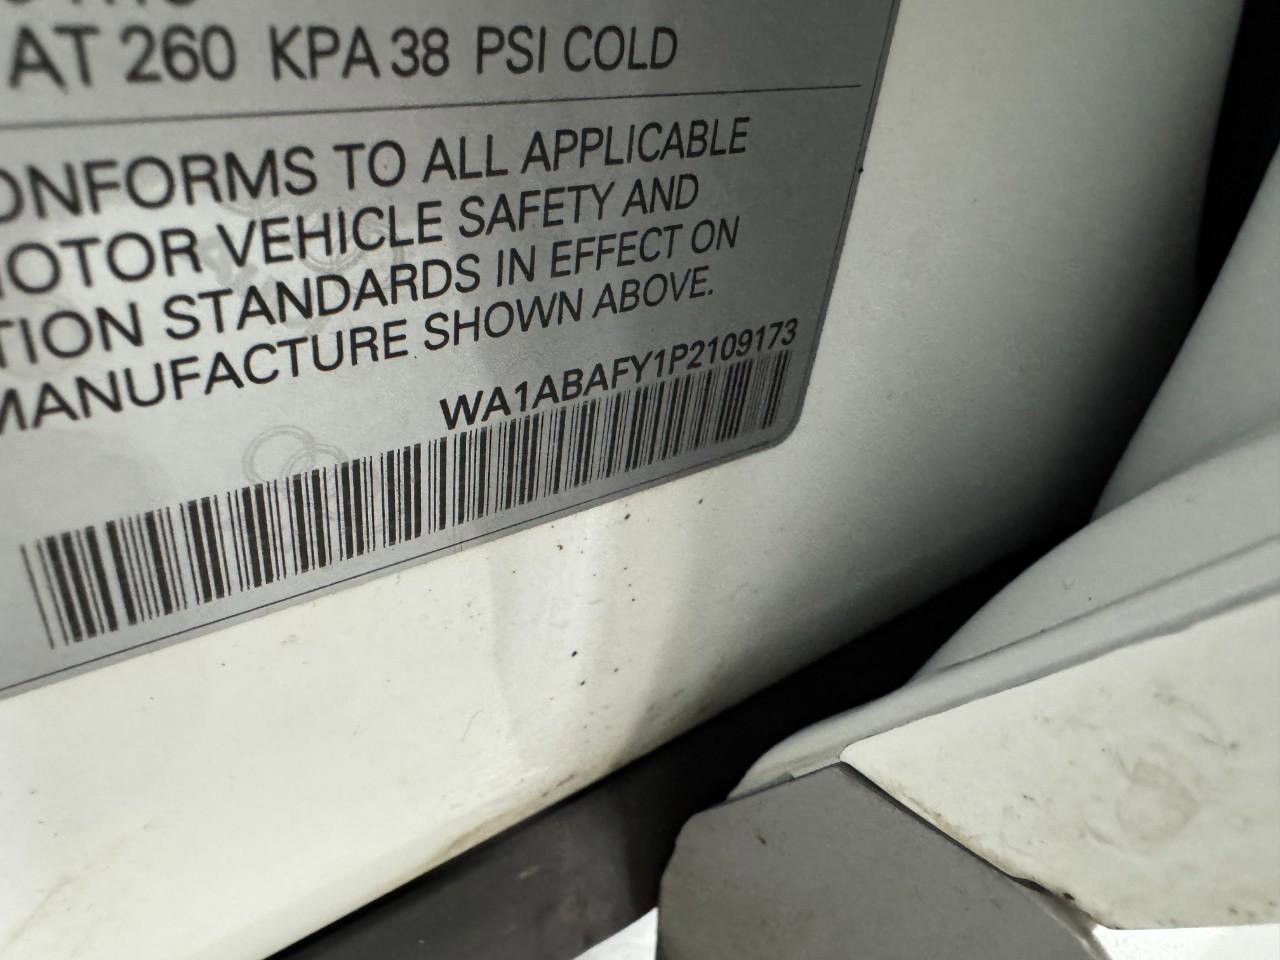 AT 260 KPA 38 PSI COLD
ONFORMS TO ALL APPLICABLE
MOTOR VEHICLE SAFETY AND
TION STANDARDS IN EFFECT ON
MANUFACTURE SHOWN ABOVE.
WA1ABAFY1P2109173